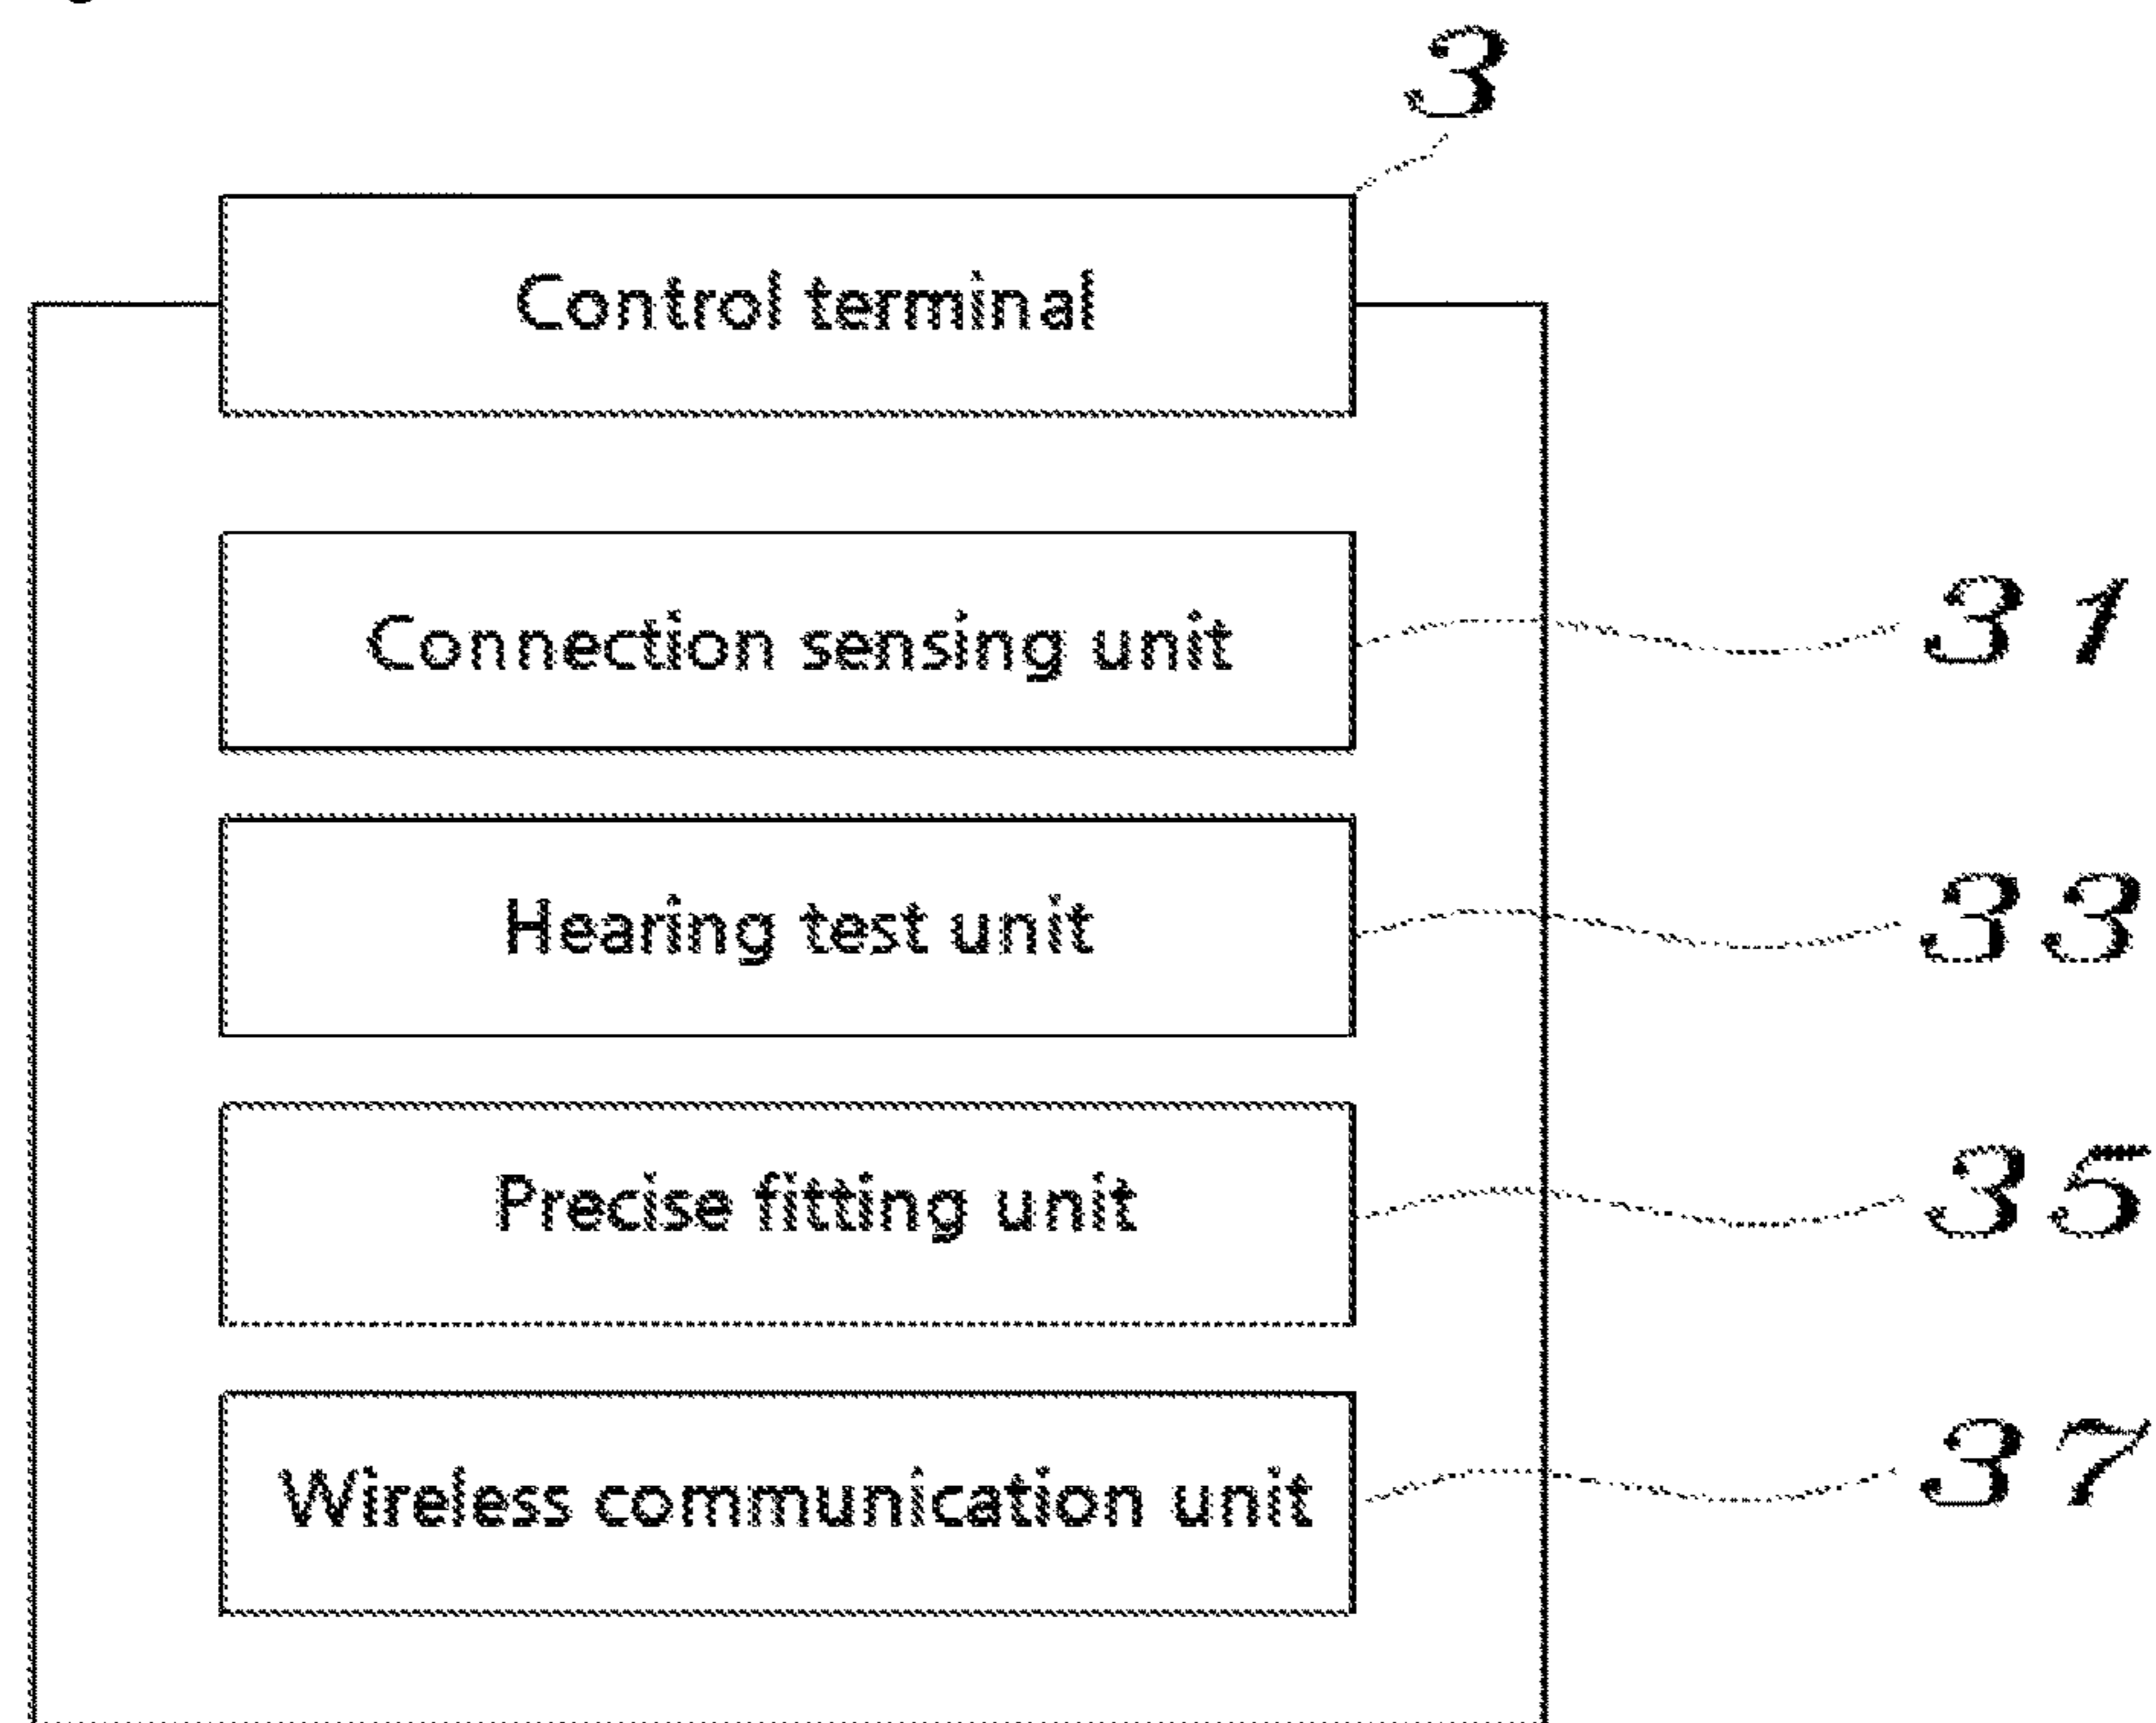 3
Control terminal
Connection sensing unit 31
Hearing test unit 33
Precise fitting unit 35
Wireless communication unit 37